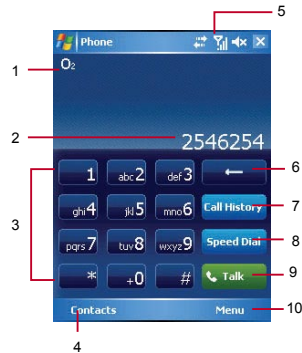 5
Phone
1
O2
2
2546254
1 abc2 def3
6
3
ghi4 jkl5 mno6 Call History
7
pqrs7 tuv8 wxyz9 Speed Dial
8
* +0 # Talk
9
Contacts Menu
10
4